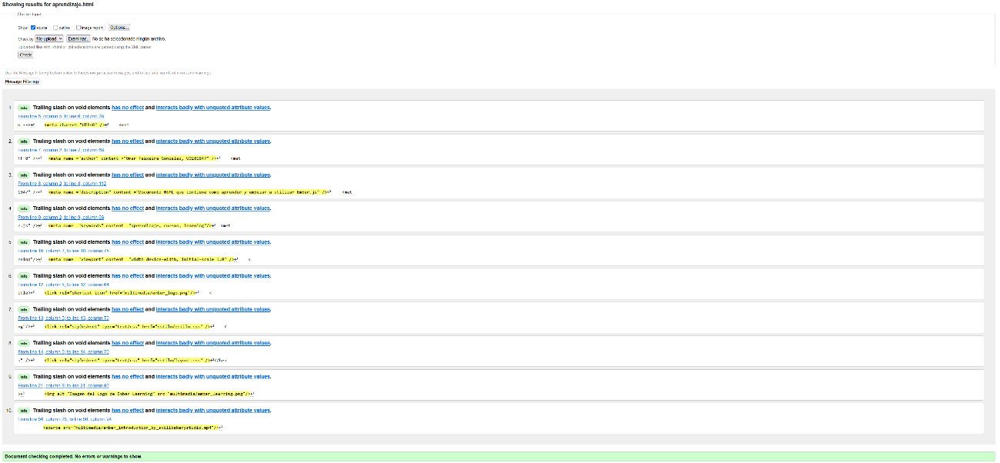 Showing results for aprendizaje.html
Checker Input
Show source outline image report Options...
Check by file upload Examinar... No se ha seleccionado ningún archivo.
Uploaded files with .xhtml or .xht extensions are parsed using the XML parser.
Check
Use the Message Filtering button below to hide/show particular messages, and to see total counts of errors and warnings.
Message Filtering
1. Info Trailing slash on void elements has no effect and interacts badly with unquoted attribute values.
From line 6, column 5; to line 6, column 26
o -->↩ <meta charset="UTF-8" />↩ <met
2. Info Trailing slash on void elements has no effect and interacts badly with unquoted attribute values.
From line 7, column 2; to line 7, column 68
TF-8" />↩ <meta name ="author" content ="Omar Teixeira González, UO281847" />↩ <met
3. Info Trailing slash on void elements has no effect and interacts badly with unquoted attribute values.
From line 8, column 2; to line 8, column 112
1847" />↩ <meta name ="description" content ="Documento HTML que contiene como aprender y empezar a utilizar Ember.js" />↩ <met
4. Info Trailing slash on void elements has no effect and interacts badly with unquoted attribute values.
From line 9, column 2; to line 9, column 66
r.js" />↩ <meta name ="keywords" content ="aprendizaje, cursos, learning"/>↩ <met
5. Info Trailing slash on void elements has no effect and interacts badly with unquoted attribute values.
From line 10, column 2; to line 10, column 75
rning"/>↩ <meta name ="viewport" content ="width=device-width, initial-scale=1.0" />↩ <
6. Info Trailing slash on void elements has no effect and interacts badly with unquoted attribute values.
From line 12, column 5; to line 12, column 64
itle>↩ <link rel="shortcut icon" href="multimedia/ember_logo.png"/>↩ <
7. Info Trailing slash on void elements has no effect and interacts badly with unquoted attribute values.
From line 13, column 5; to line 13, column 70
ng"/>↩ <link rel="stylesheet" type="text/css" href="estilo/estilo.css" />↩ <
8. Info Trailing slash on void elements has no effect and interacts badly with unquoted attribute values.
From line 14, column 5; to line 14, column 70
s" />↩ <link rel="stylesheet" type="text/css" href="estilo/layout.css" />↩</hea
9. Info Trailing slash on void elements has no effect and interacts badly with unquoted attribute values.
From line 21, column 9; to line 21, column 90
>↩ <img alt="Imagen del logo de Ember Learning" src="multimedia/ember_learning.png"/>↩
10. Info Trailing slash on void elements has no effect and interacts badly with unquoted attribute values.
From line 50, column 25; to line 50, column 94
<source src="multimedia/ember_introduction_by_skillbakerystudio.mp4"/>↩
Document checking completed. No errors or warnings to show.